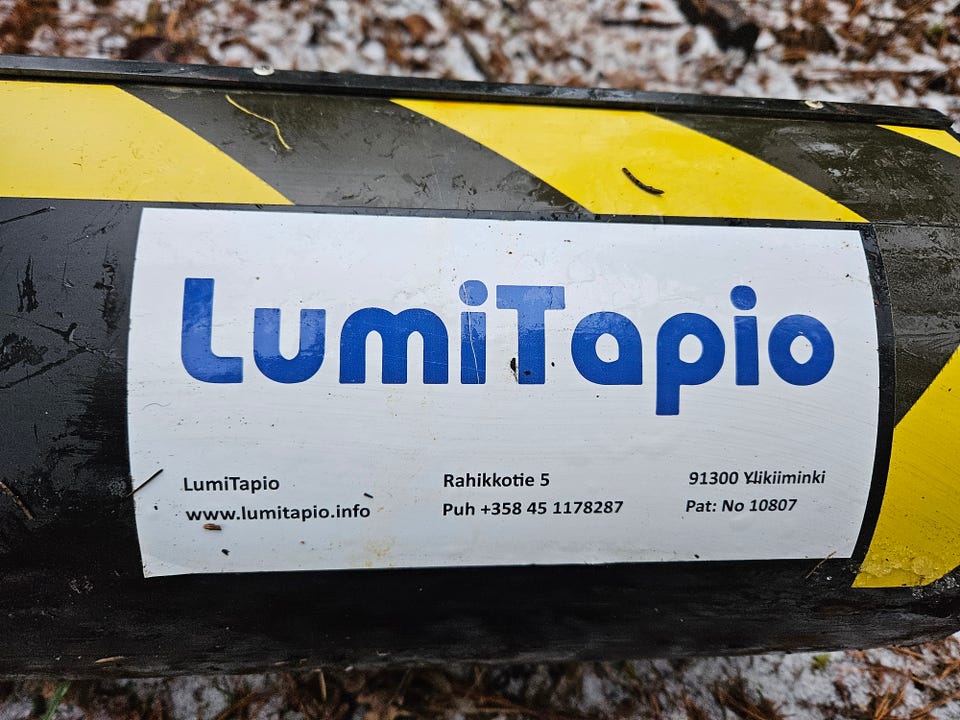 LumiTapio
LumiTapio Rahikkotie 5 91300 Ylikiiminki
www.lumitapio.info Puh +358 45 1178287 Pat: No 10807